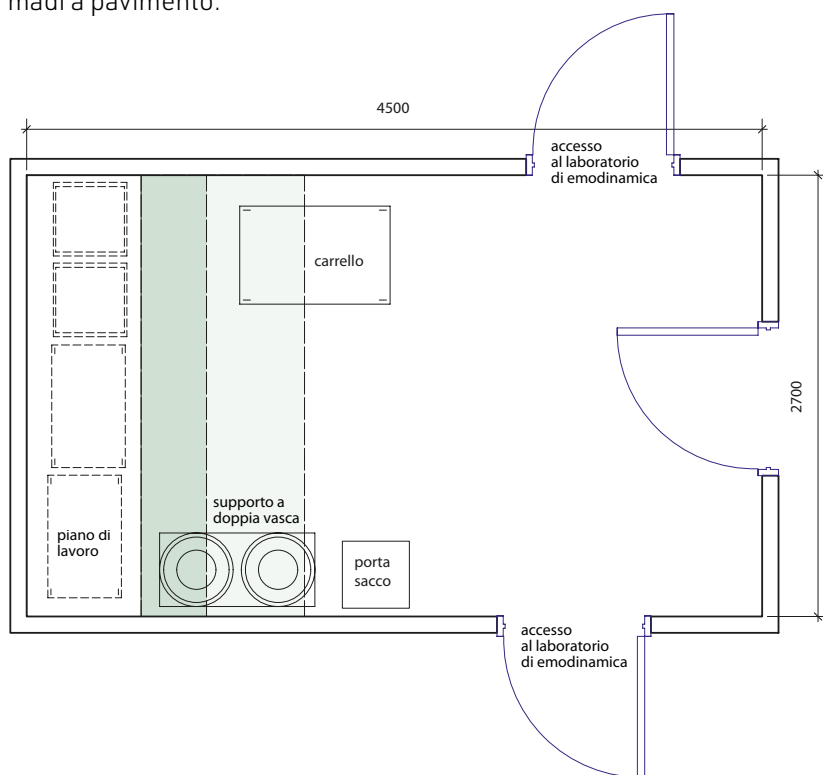 madi a pavimento.
4500
accesso
al laboratorio
di emodinamica
carrello
2700
supporto a
doppia vasca
piano di
lavoro
porta
sacco
accesso
al laboratorio
di emodinamica